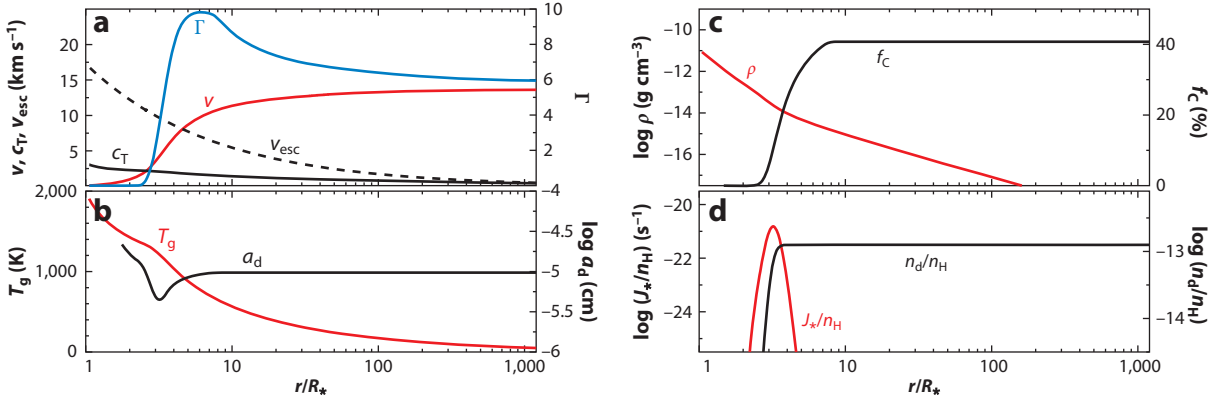 a
v, c_T, v_esc (km s⁻¹)
20
15
10
5
Γ
v
v_esc
c_T
10
8
6
4
2
Γ
b
T_g (K)
2,000
1,000
0
T_g
a_d
−4
−4.5
−5
−5.5
−6
log a_d (cm)
1 10 100 1,000
r/R_*
c
log ρ (g cm⁻³)
−10
−12
−14
−16
ρ
f_C
40
20
0
f_C (%)
d
log (J_*/n_H) (s⁻¹)
−20
−22
−24
n_d/n_H
J_*/n_H
−13
−14
log (n_d/n_H)
1 10 100 1,000
r/R_*